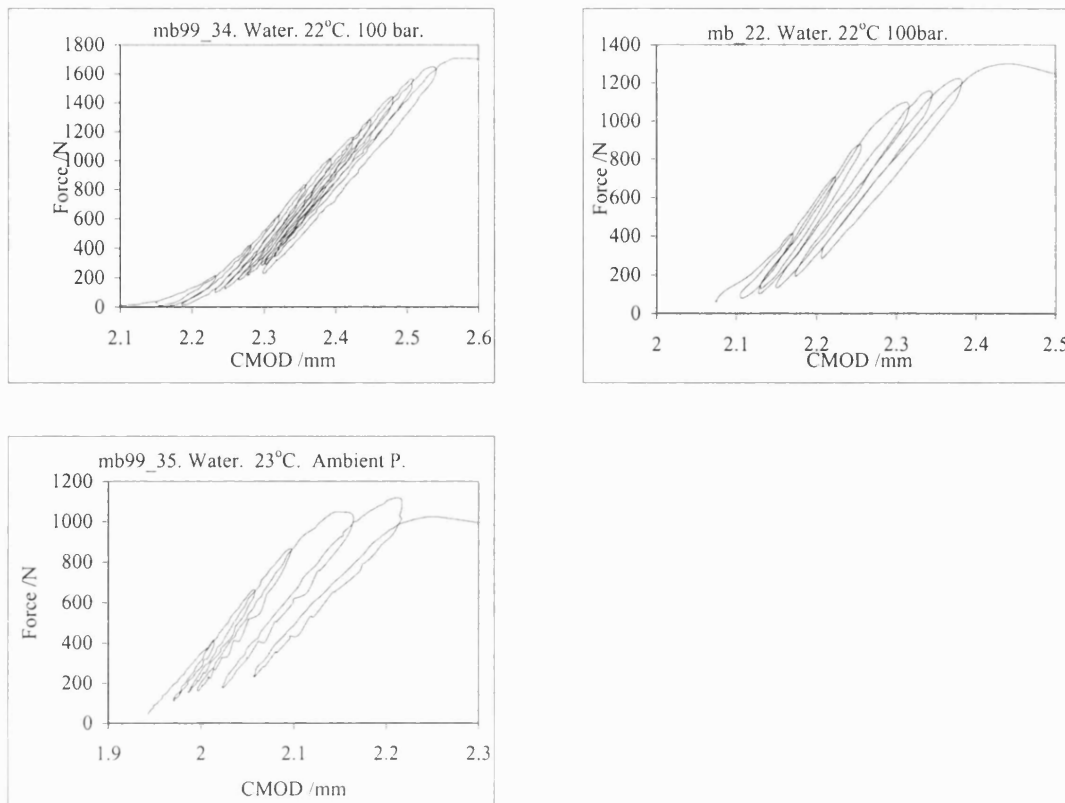 mb99_34. Water. 22°C. 100 bar.
1800
1600
1400
1200
1000
800
600
400
200
0
Force /N
2.1 2.2 2.3 2.4 2.5 2.6
CMOD /mm
mb_22. Water. 22°C 100bar.
1400
1200
1000
800
600
400
200
0
Force /N
2 2.1 2.2 2.3 2.4 2.5
CMOD /mm
mb99_35. Water. 23°C. Ambient P.
1200
1000
800
600
400
200
0
Force /N
1.9 2 2.1 2.2 2.3
CMOD /mm